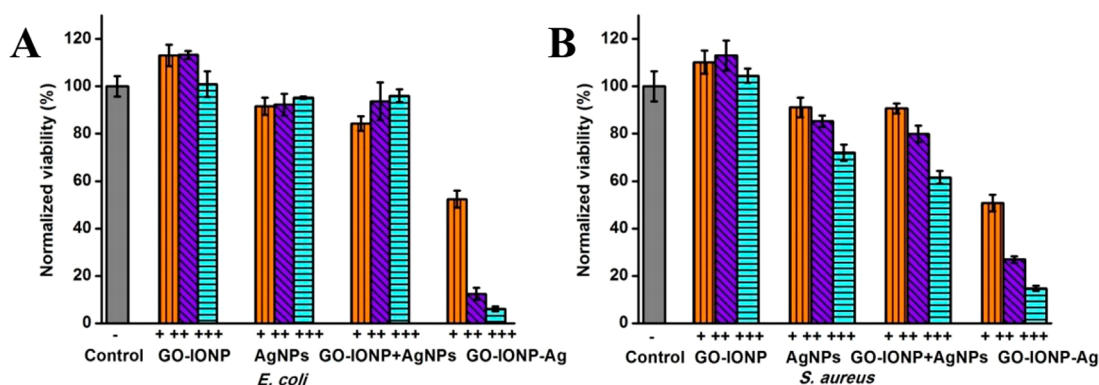 A
Normalized viability (%)
120
100
80
60
40
20
0
- + ++ +++ + ++ +++ + ++ +++ + ++ +++
Control GO-IONP AgNPs GO-IONP+AgNPs GO-IONP-Ag
E. coli
B
Normalized viability (%)
120
100
80
60
40
20
0
- + ++ +++ + ++ +++ + ++ +++ + ++ +++
Control GO-IONP AgNPs GO-IONP+AgNPs GO-IONP-Ag
S. aureus